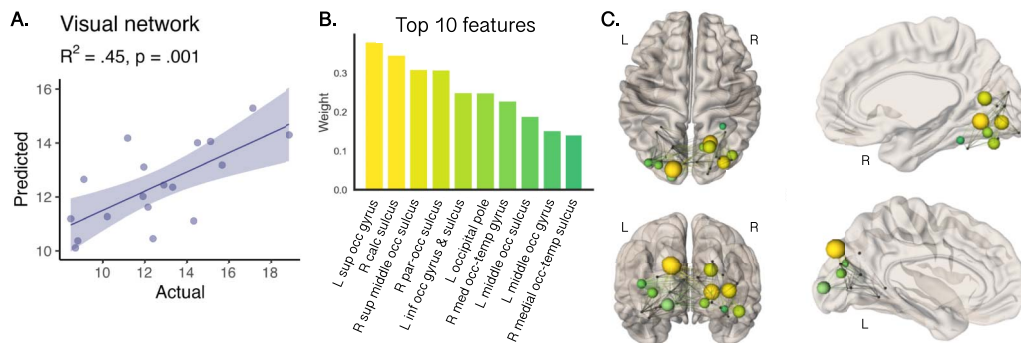 A.
Visual network
R² = .45, p = .001
Predicted
16
14
12
10
10
12
14
16
18
Actual
B.
Top 10 features
Weight
0.3
0.2
0.1
0.0
L sup occ gyrus
R calc sulcus
R sup middle occ sulcus
R par-occ sulcus
L inf occ gyrus & sulcus
L occipital pole
R med occ-temp gyrus
L middle occ sulcus
L middle occ gyrus
R medial occ-temp sulcus
C.
L
R
R
L
R
L